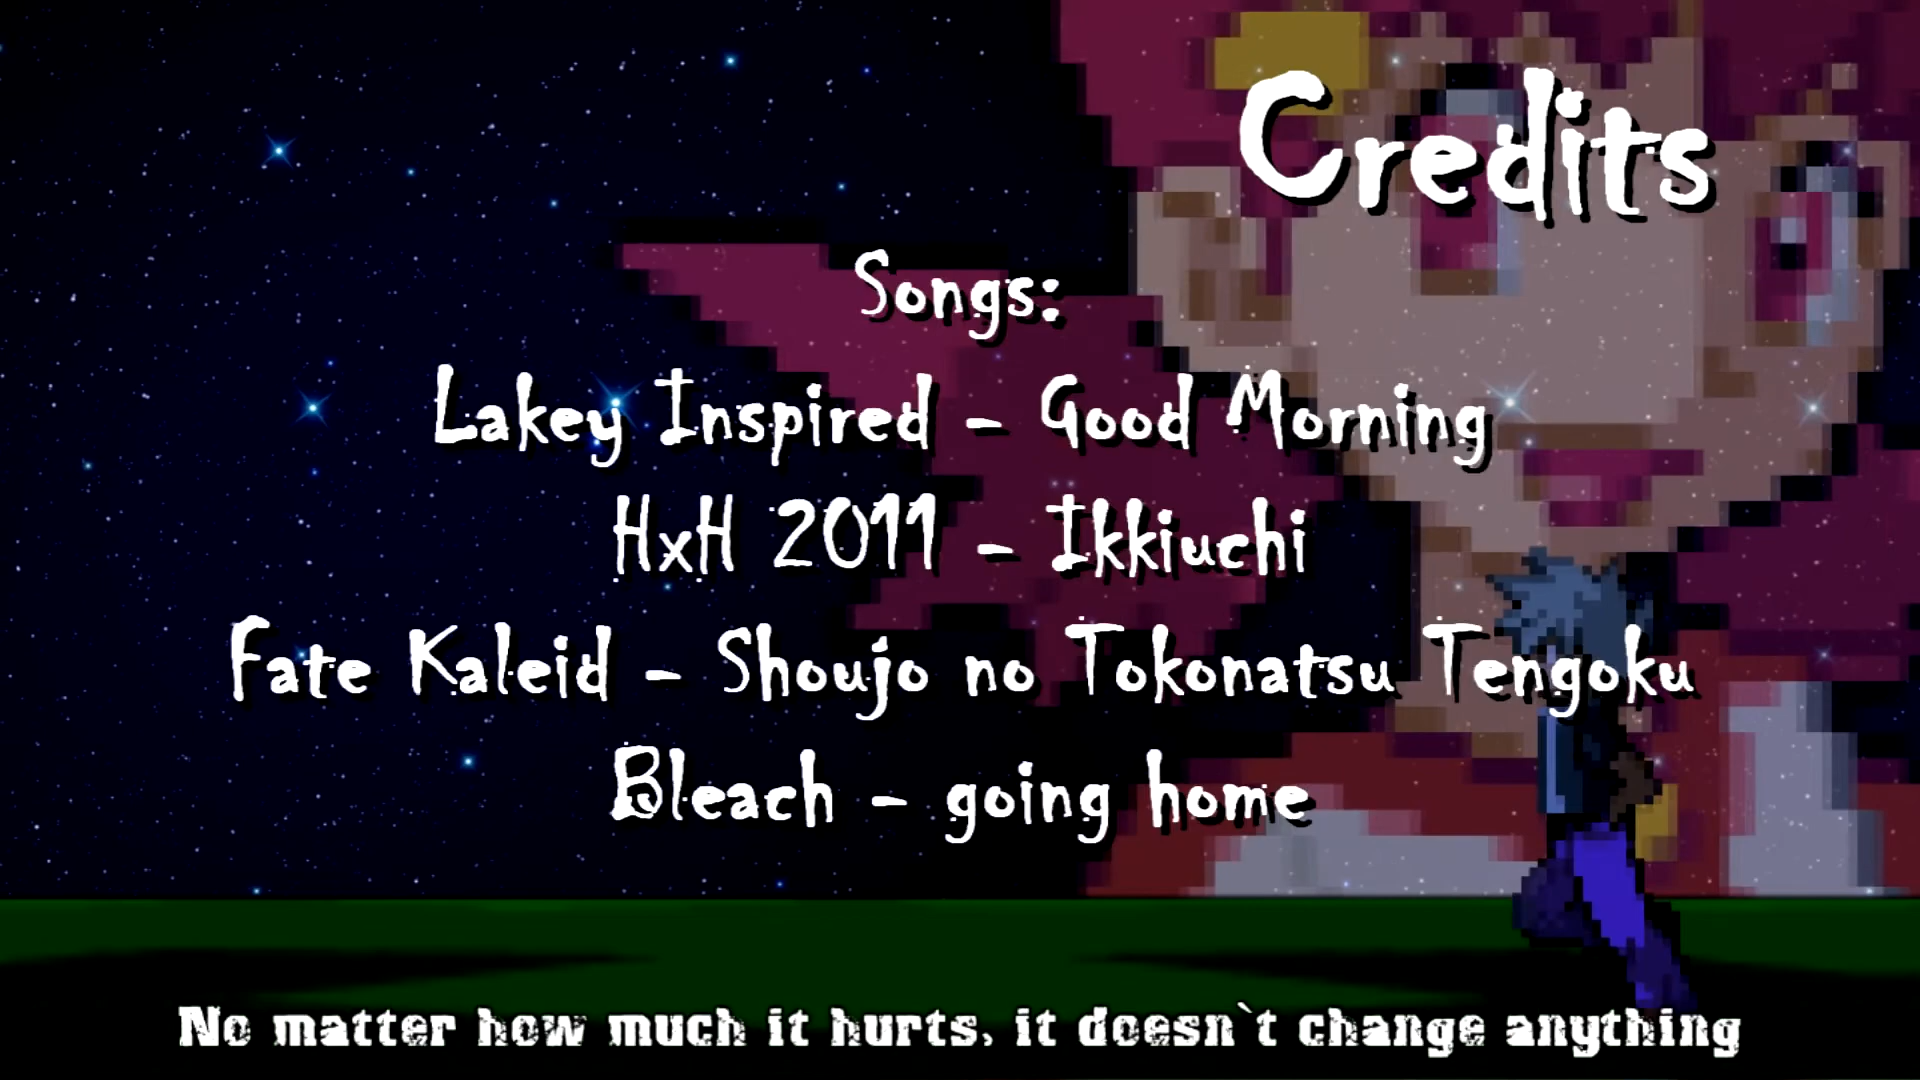 Credits
Songs:
Lakey Inspired - Good Morning
HxH 2011 - Ikkiuchi
Fate Kaleid - Shoujo no Tokonatsu Tengoku
Bleach - going home
No matter how much it hurts, it doesn`t change anything